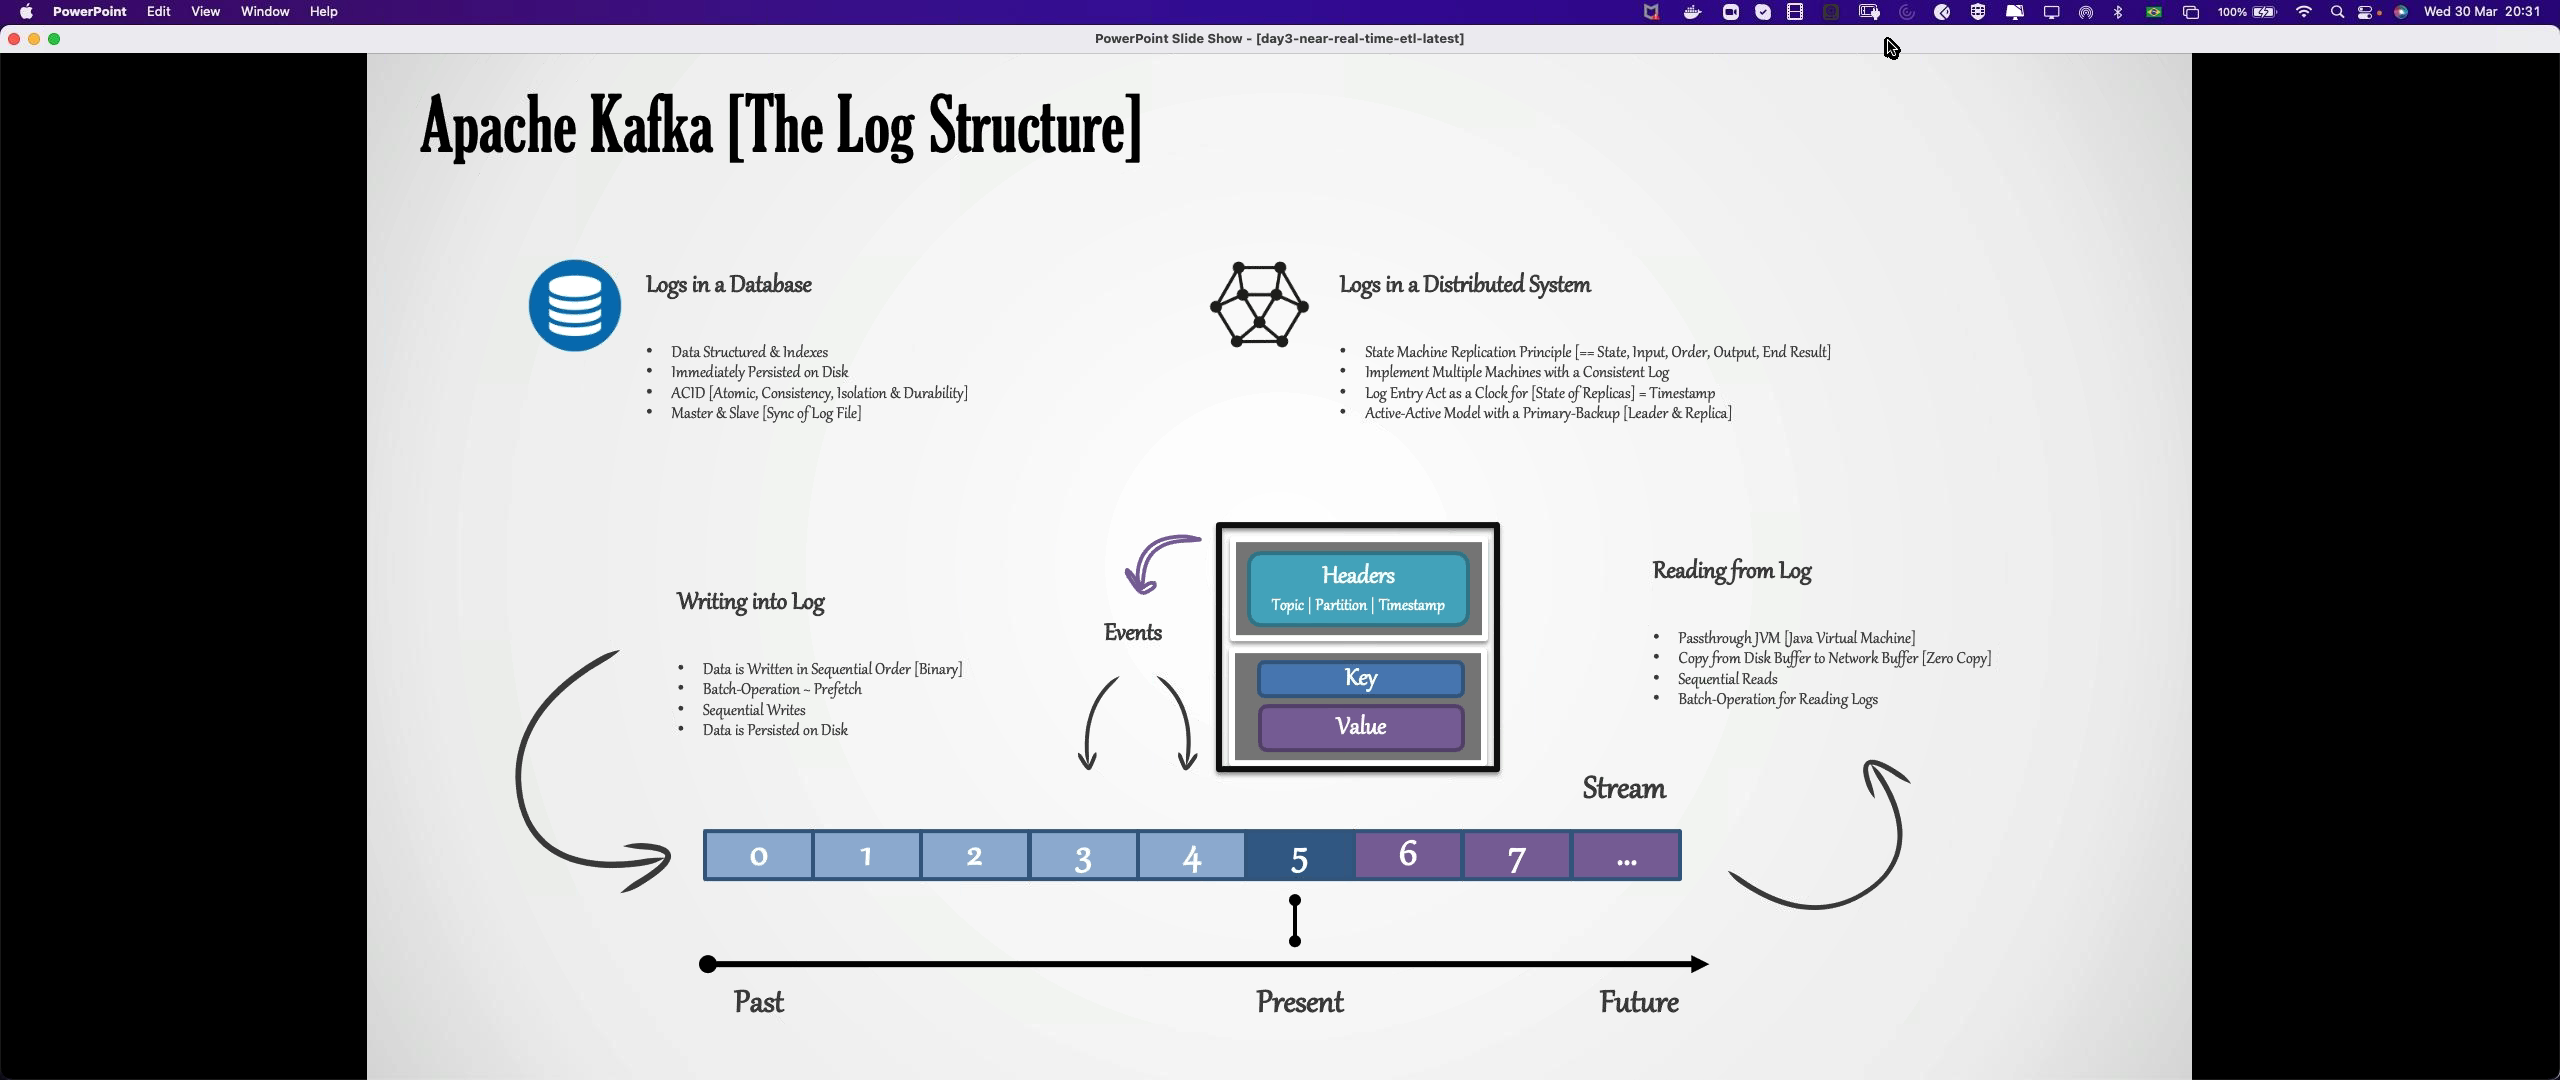 PowerPoint Edit View Window Help
100% Wed 30 Mar 20:31
PowerPoint Slide Show - [day3-near-real-time-etl-latest]
Apache Kafka [The Log Structure]
Logs in a Database
• Data Structured & Indexes
• Immediately Persisted on Disk
• ACID [Atomic, Consistency, Isolation & Durability]
• Master & Slave [Sync of Log File]
Logs in a Distributed System
• State Machine Replication Principle [== State, Input, Order, Output, End Result]
• Implement Multiple Machines with a Consistent Log
• Log Entry Act as a Clock for [State of Replicas] = Timestamp
• Active-Active Model with a Primary-Backup [Leader & Replica]
Writing into Log
• Data is Written in Sequential Order [Binary]
• Batch-Operation ~ Prefetch
• Sequential Writes
• Data is Persisted on Disk
Events
Headers
Topic | Partition | Timestamp
Key
Value
Reading from Log
• Passthrough JVM [Java Virtual Machine]
• Copy from Disk Buffer to Network Buffer [Zero Copy]
• Sequential Reads
• Batch-Operation for Reading Logs
Stream
0 1 2 3 4 5 6 7 ...
Past Present Future